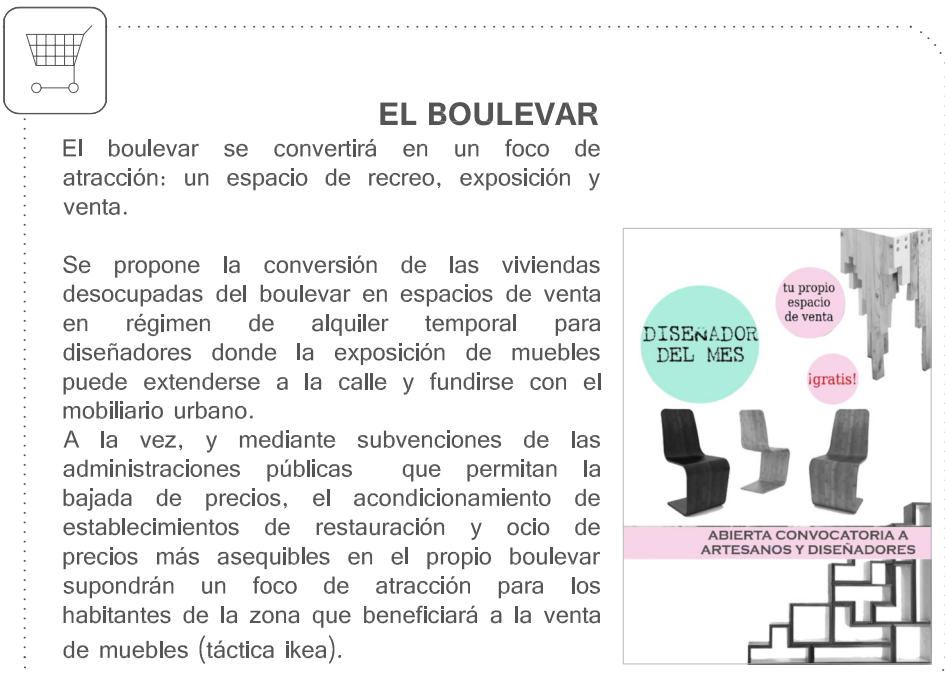 EL BOULEVAR
El boulevar se convertirá en un foco de
atracción: un espacio de recreo, exposición y
venta.
Se propone la conversión de las viviendas
desocupadas del boulevar en espacios de venta
en régimen de alquiler temporal para
diseñadores donde la exposición de muebles
puede extenderse a la calle y fundirse con el
mobiliario urbano.
A la vez, y mediante subvenciones de las
administraciones públicas que permitan la
bajada de precios, el acondicionamiento de
establecimientos de restauración y ocio de
precios más asequibles en el propio boulevar
supondrán un foco de atracción para los
habitantes de la zona que beneficiará a la venta
de muebles (táctica ikea).
tu propio
espacio
de venta
DISEÑADOR
DEL MES
¡gratis!
ABIERTA CONVOCATORIA A
ARTESANOS Y DISEÑADORES